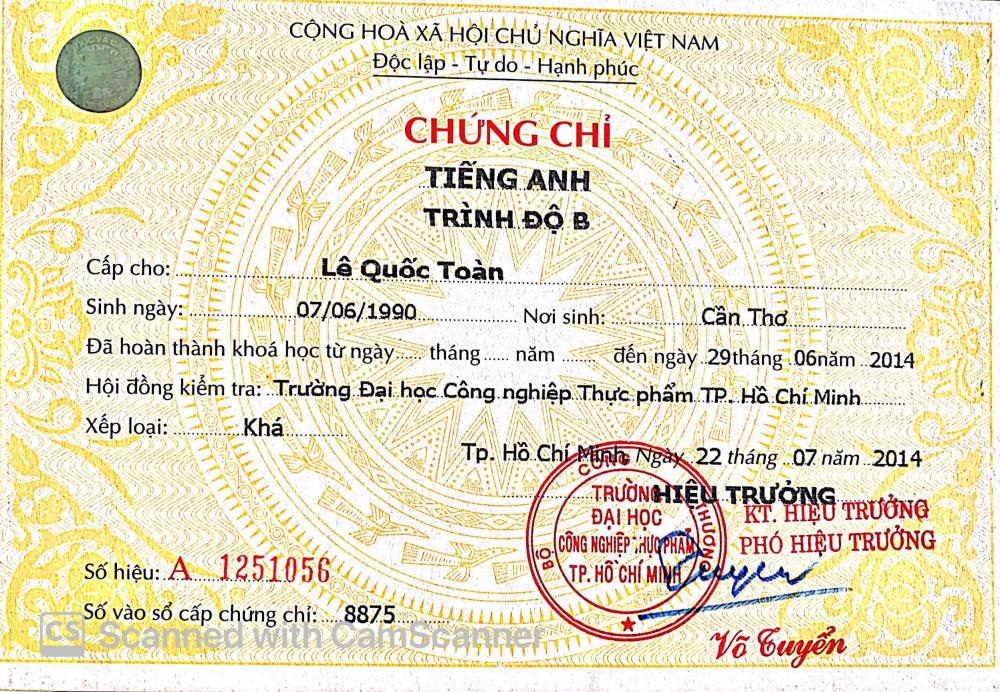 CỘNG HOÀ XÃ HỘI CHỦ NGHĨA VIỆT NAM
Độc lập - Tự do - Hạnh phúc
CHỨNG CHỈ
TIẾNG ANH
TRÌNH ĐỘ B
Cấp cho: Lê Quốc Toàn
Sinh ngày: 07/06/1990 Nơi sinh: Cần Thơ
Đã hoàn thành khoá học từ ngày...... tháng ...... năm ....... đến ngày 29 tháng 06 năm 2014
Hội đồng kiểm tra: Trường Đại học Công nghiệp Thực phẩm TP. Hồ Chí Minh
Xếp loại: Khá
Tp. Hồ Chí Minh Ngày 22 tháng 07 năm 2014
HIỆU TRƯỞNG
KT. HIỆU TRƯỞNG
PHÓ HIỆU TRƯỞNG
BỘ CÔNG THƯƠNG
TRƯỜNG
ĐẠI HỌC
CÔNG NGHIỆP THỰC PHẨM
TP. HỒ CHÍ MINH
Số hiệu: A 1251056
Số vào sổ cấp chứng chỉ: 8875
Võ Tuyển
CS Scanned with CamScanner